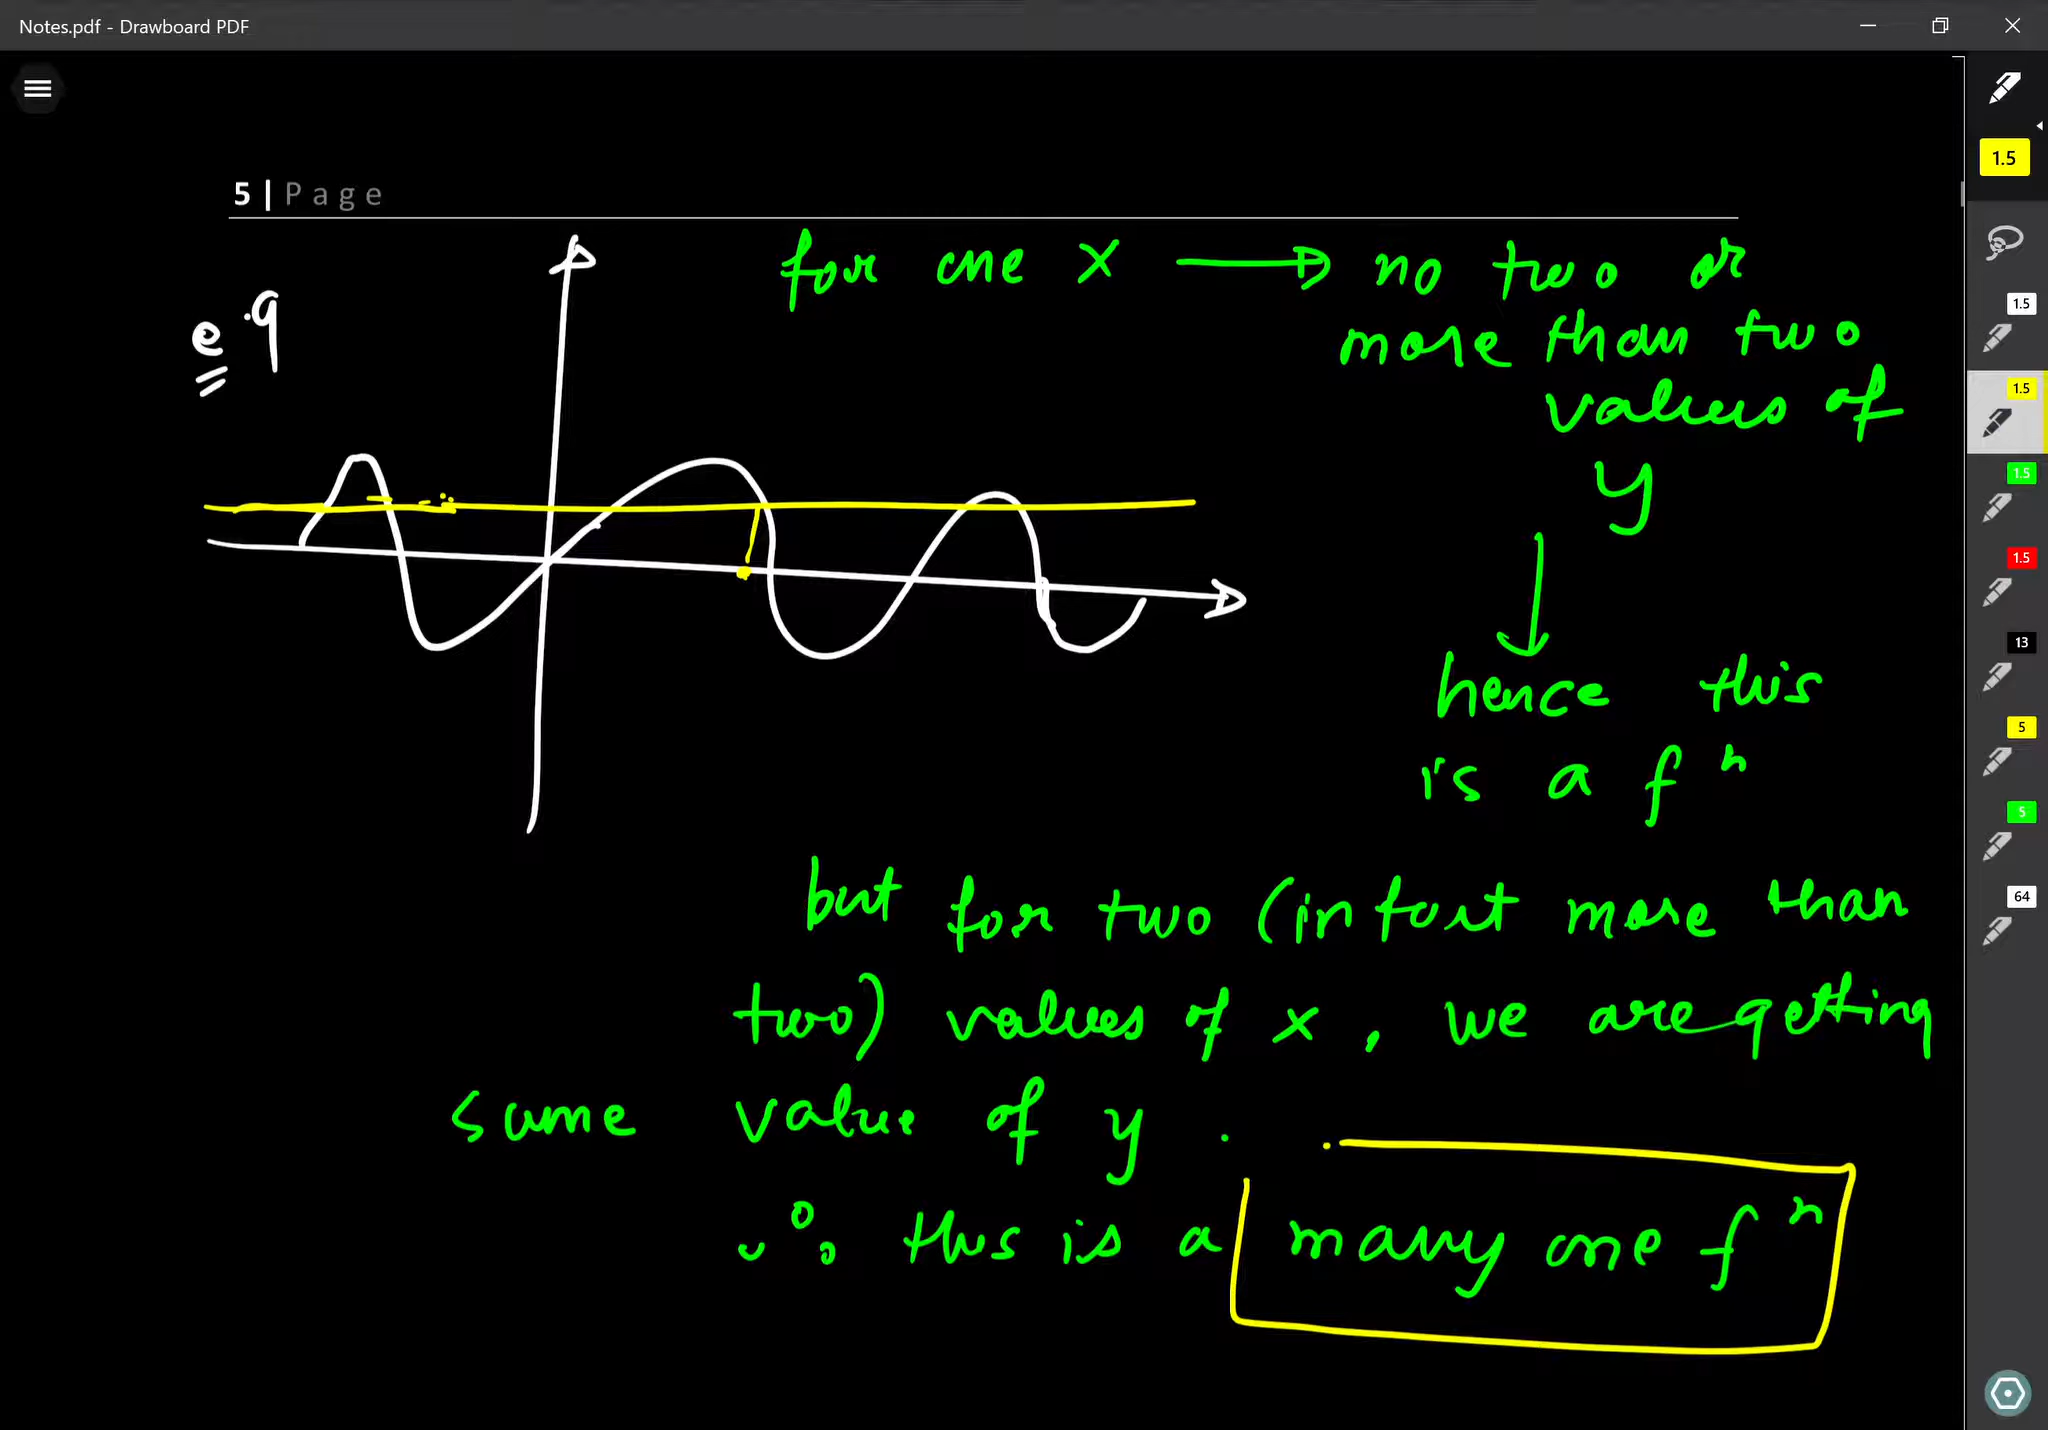 Notes.pdf - Drawboard PDF
5 | Page
e.g
for one x → no two or
more than two
values of
y
hence this
is a fⁿ
but for two (in fact more than
two) values of x, we are getting
same value of y.
∴ this is a many one fⁿ
1.5
1.5
1.5
1.5
1.5
13
5
5
64